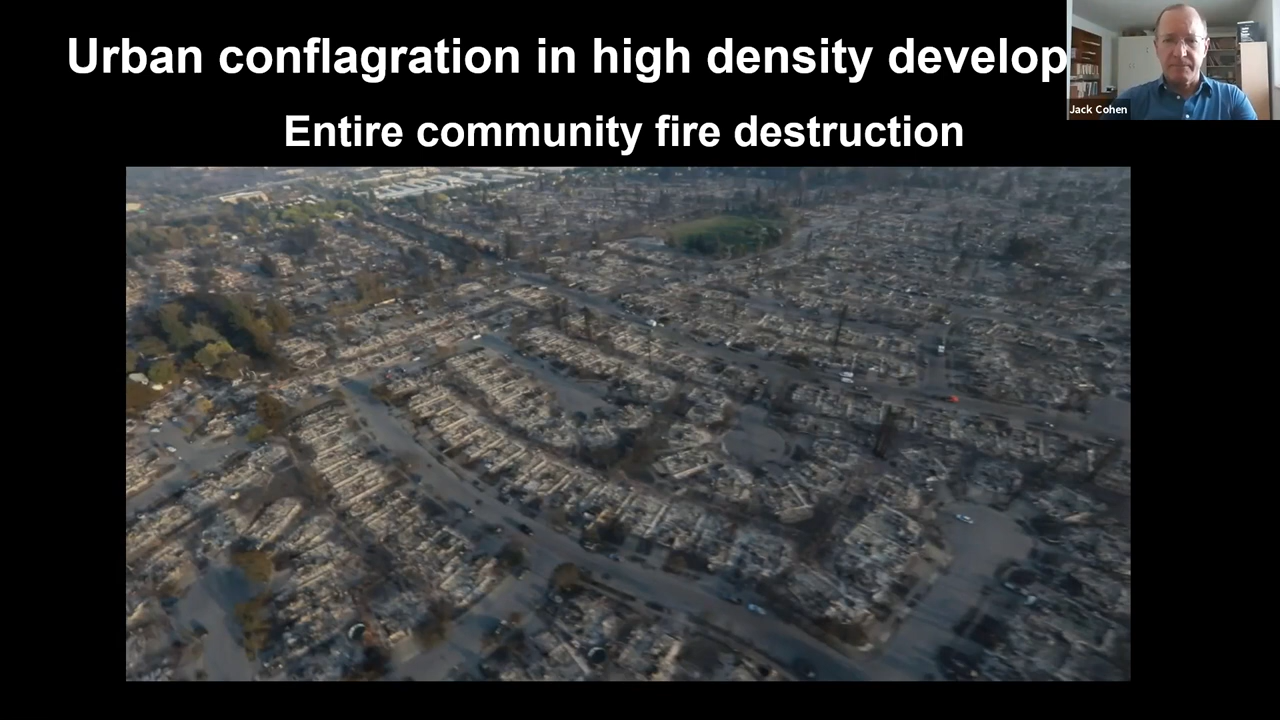 Urban conflagration in high density develop
Entire community fire destruction
Jack Cohen